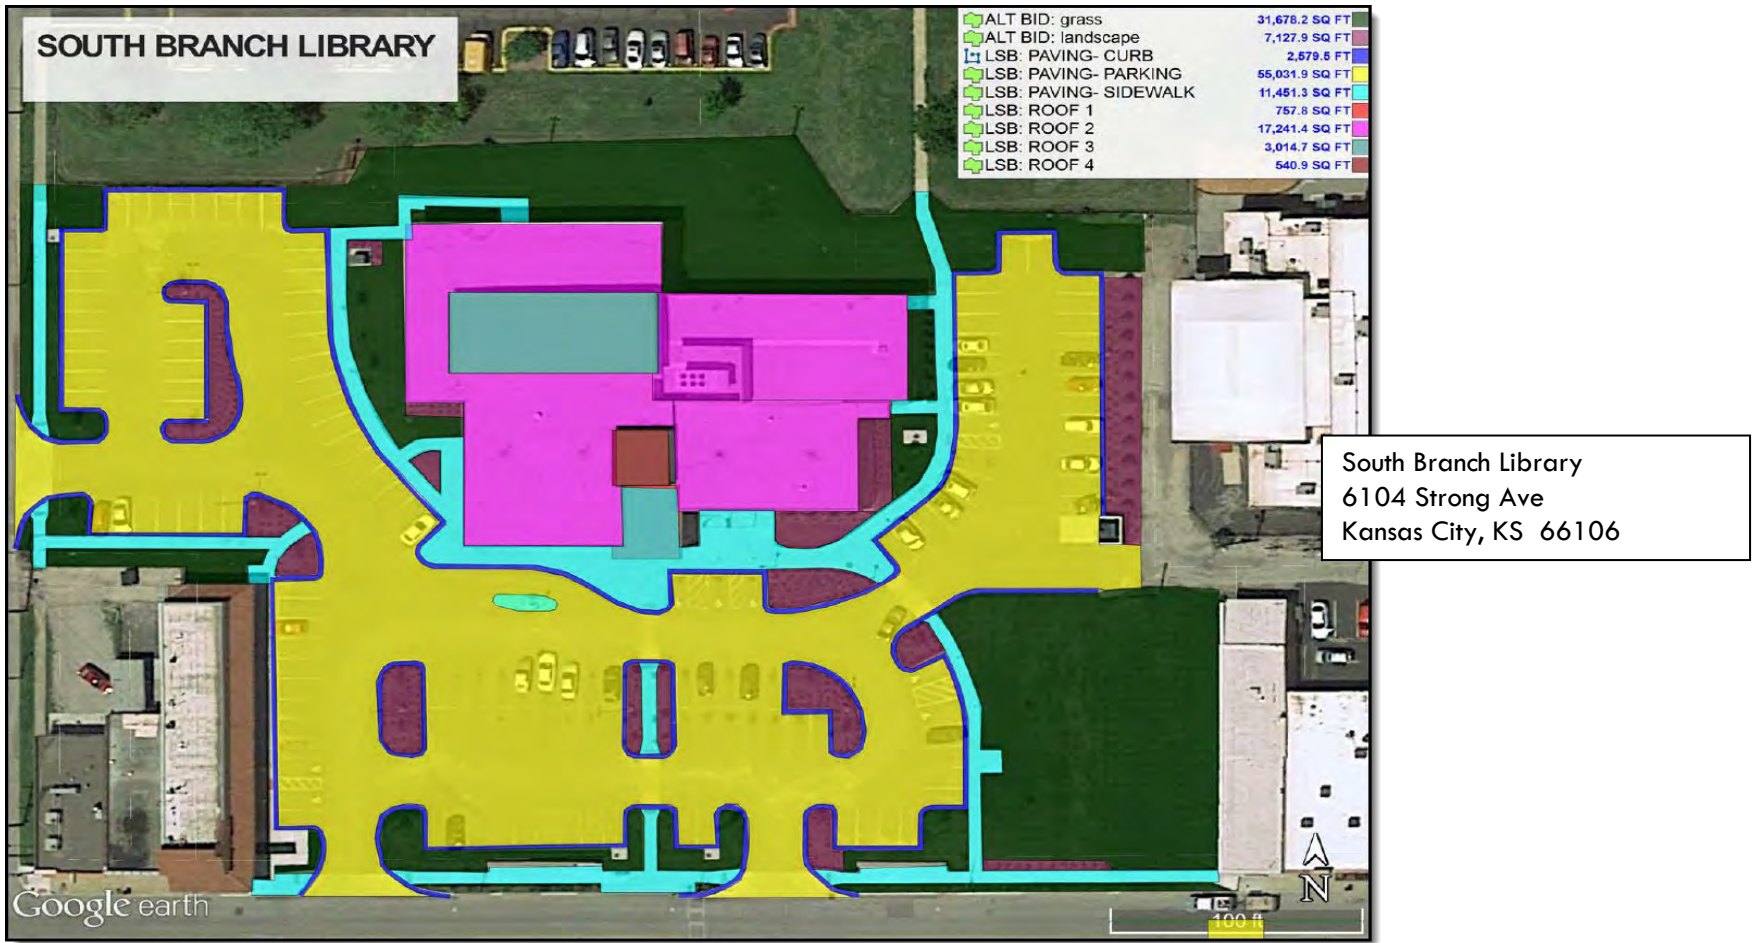 SOUTH BRANCH LIBRARY
ALT BID: grass 31,678.2 SQ FT
ALT BID: landscape 7,127.9 SQ FT
LSB: PAVING- CURB 2,579.5 FT
LSB: PAVING- PARKING 55,031.9 SQ FT
LSB: PAVING- SIDEWALK 11,451.3 SQ FT
LSB: ROOF 1 757.8 SQ FT
LSB: ROOF 2 17,241.4 SQ FT
LSB: ROOF 3 3,014.7 SQ FT
LSB: ROOF 4 540.9 SQ FT
South Branch Library
6104 Strong Ave
Kansas City, KS 66106
N
Google earth
100 ft